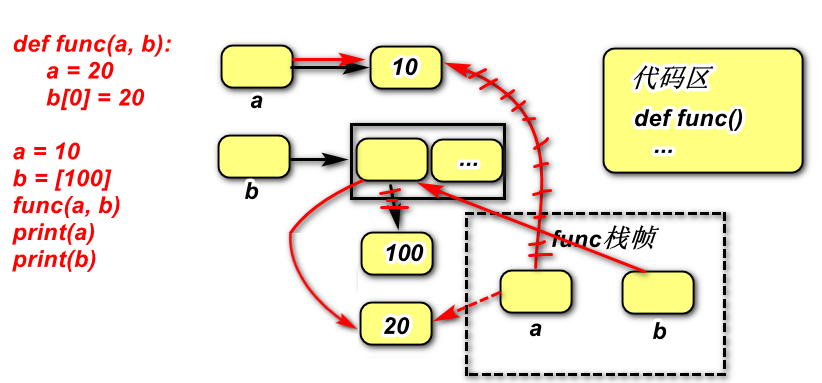 def func(a, b):
a = 20
b[0] = 20
a = 10
b = [100]
func(a, b)
print(a)
print(b)
a
10
b
...
100
20
func栈帧
a
b
代码区
def func()
...